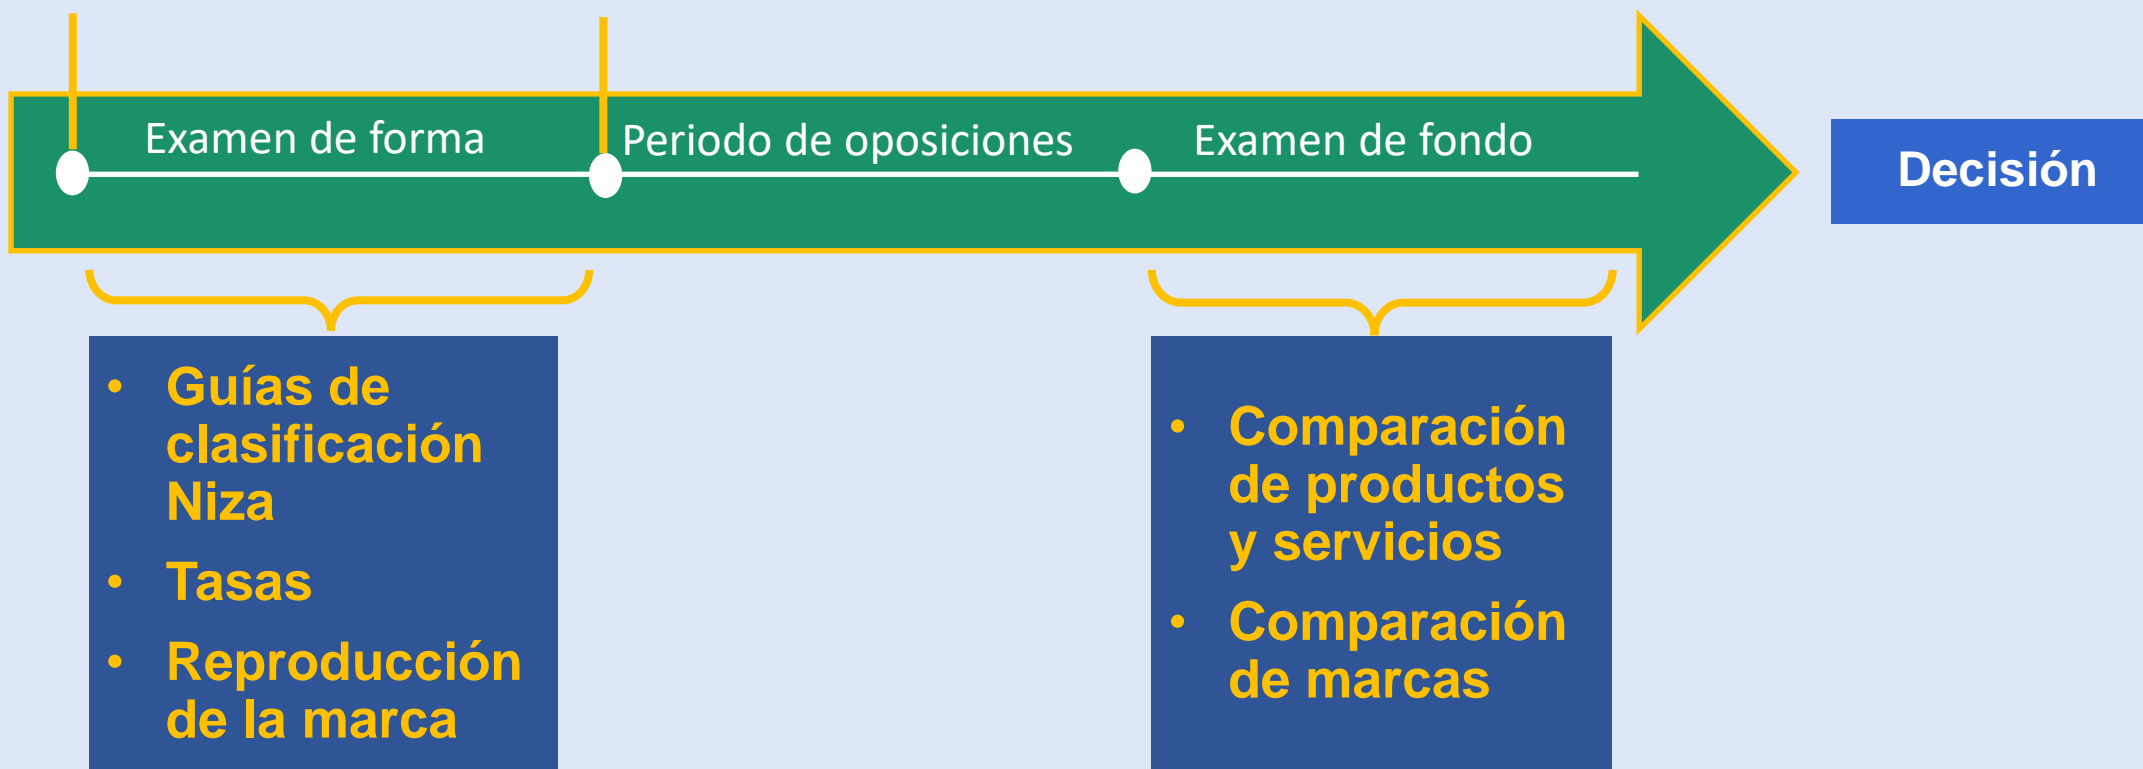 Examen de forma
Periodo de oposiciones
Examen de fondo
Decisión
• Guías de
clasificación
Niza
• Tasas
• Reproducción
de la marca
• Comparación
de productos
y servicios
• Comparación
de marcas